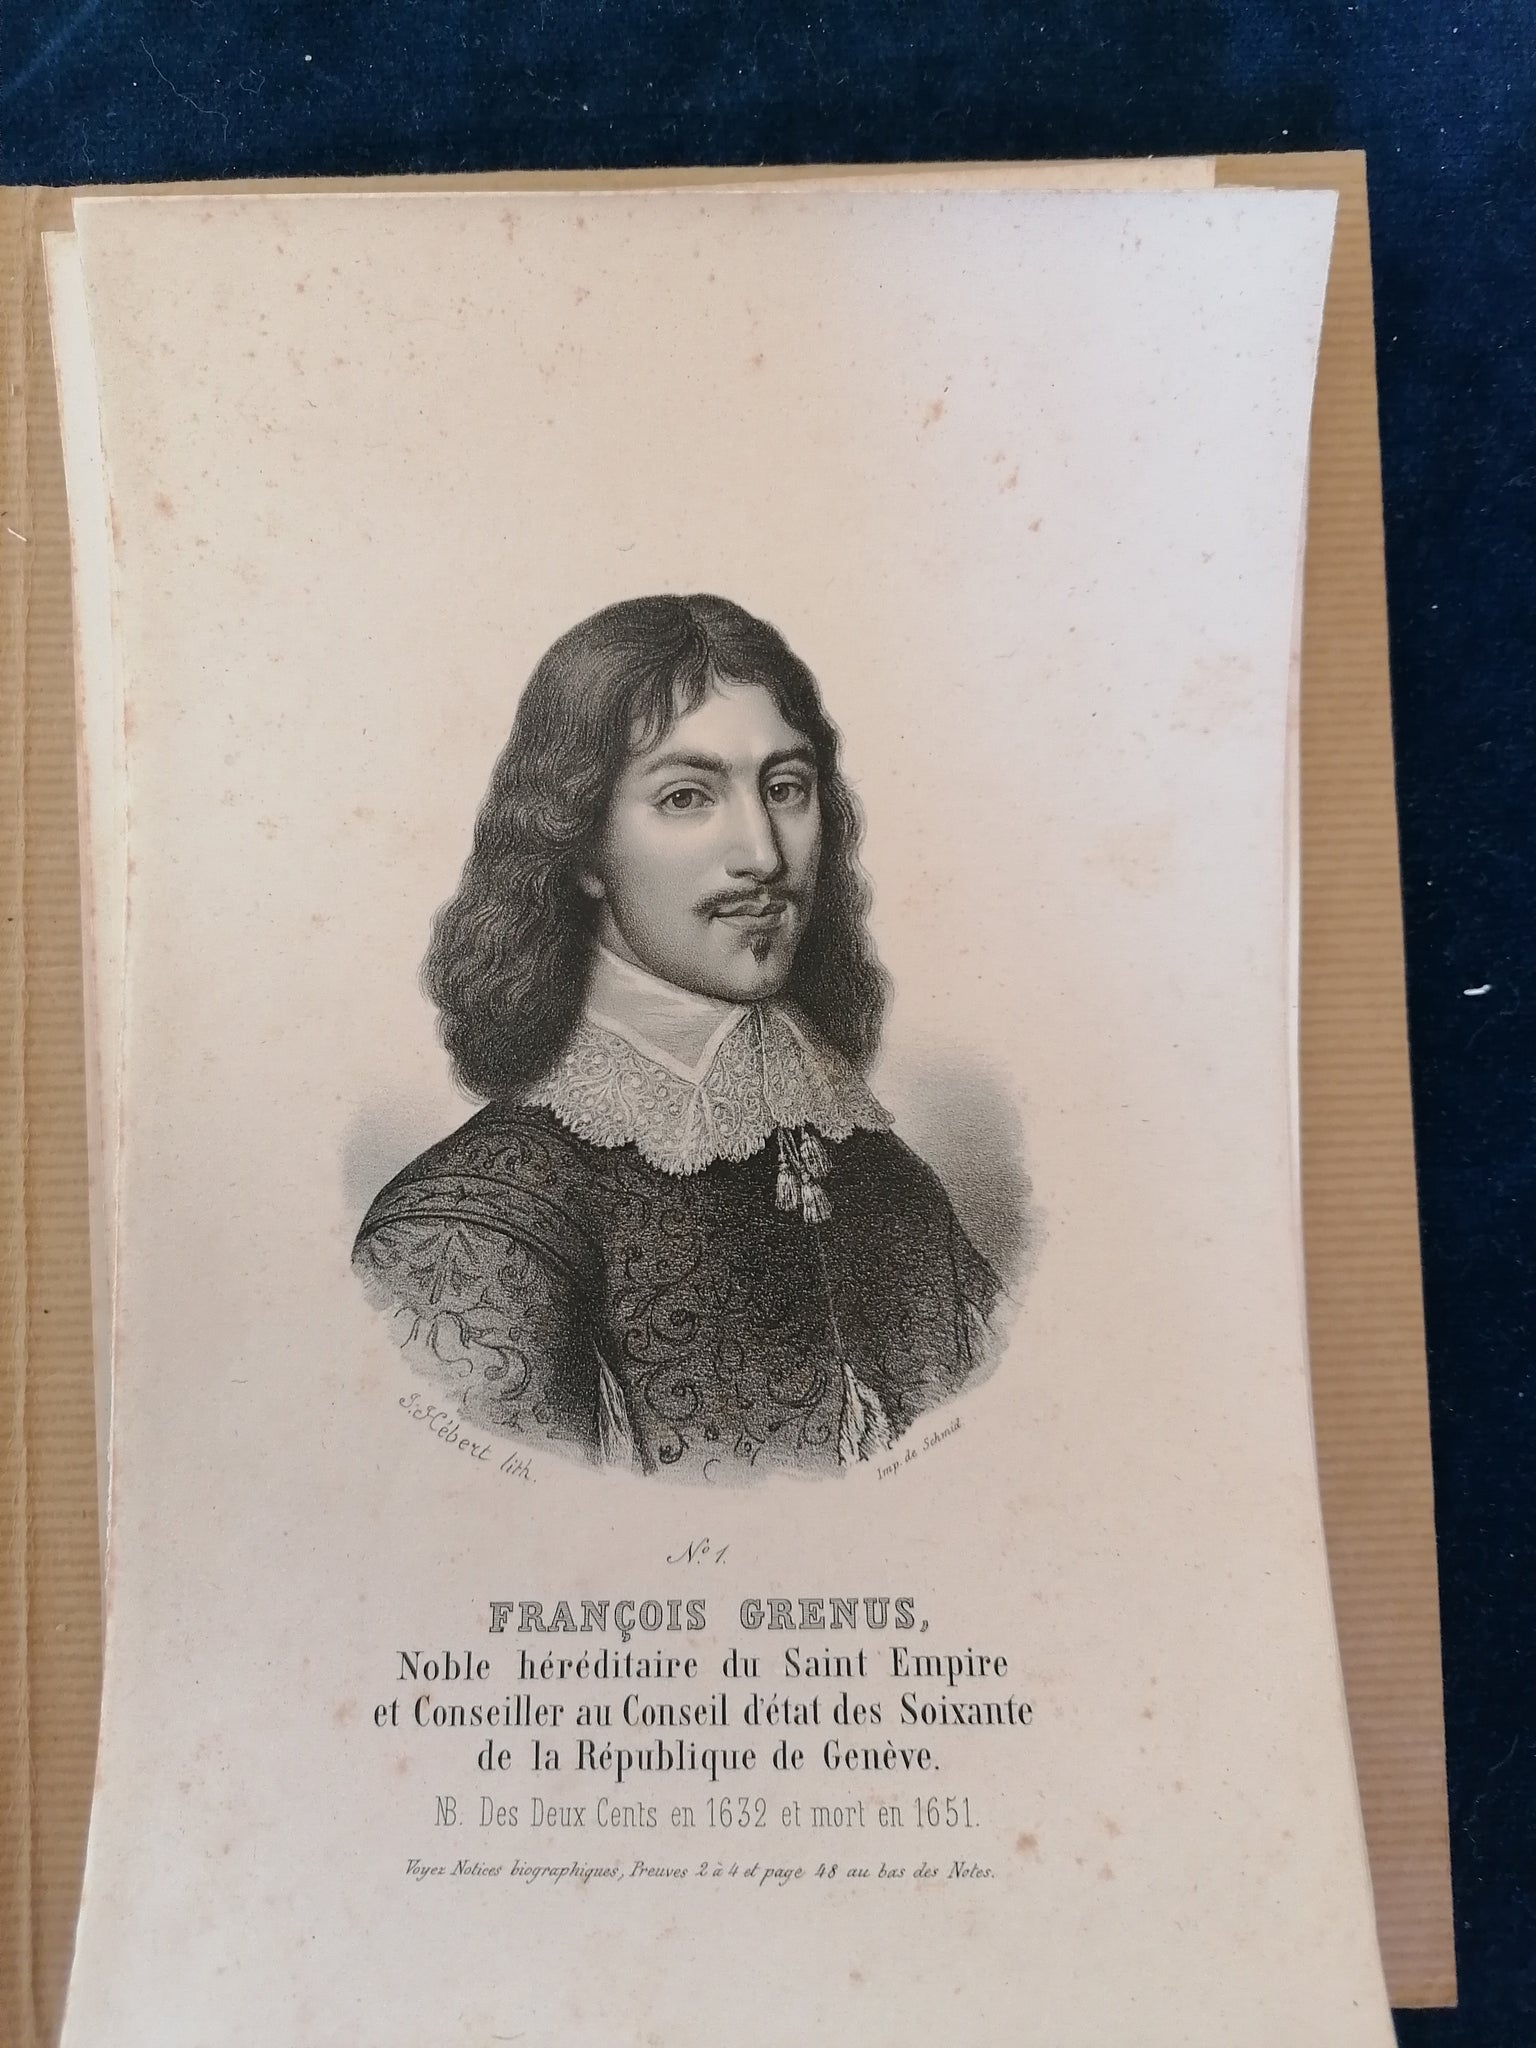 J. Hébert lith.
Imp. de Schmid.
No. 1.
FRANÇOIS GRENUS,
Noble héréditaire du Saint Empire
et Conseiller au Conseil d'état des Soixante
de la République de Genève.
NB. Des Deux Cents en 1632 et mort en 1651.
Voyez Notices biographiques, Preuves 2 à 4 et page 48 au bas des Notes.